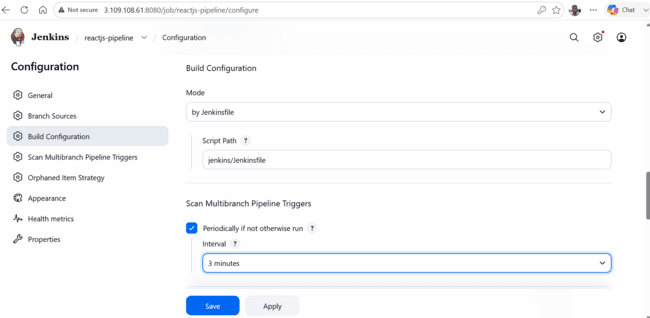 Not secure 3.109.108.61:8080/job/reactjs-pipeline/configure Chat
Jenkins / reactjs-pipeline / Configuration
Configuration
General
Branch Sources
Build Configuration
Scan Multibranch Pipeline Triggers
Orphaned Item Strategy
Appearance
Health metrics
Properties
Build Configuration
Mode
by Jenkinsfile
Script Path ?
jenkins/Jenkinsfile
Scan Multibranch Pipeline Triggers
Periodically if not otherwise run ?
Interval ?
3 minutes
Save Apply